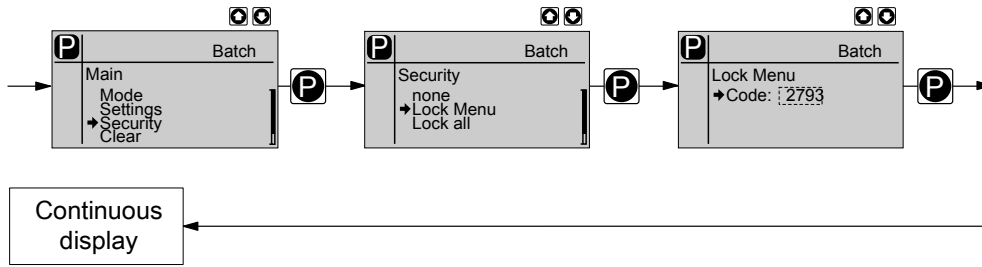 P Batch
Main
Mode
Settings
Security
Clear
P
P Batch
Security
none
Lock Menu
Lock all
P
P Batch
Lock Menu
Code: 2793
P
Continuous
display